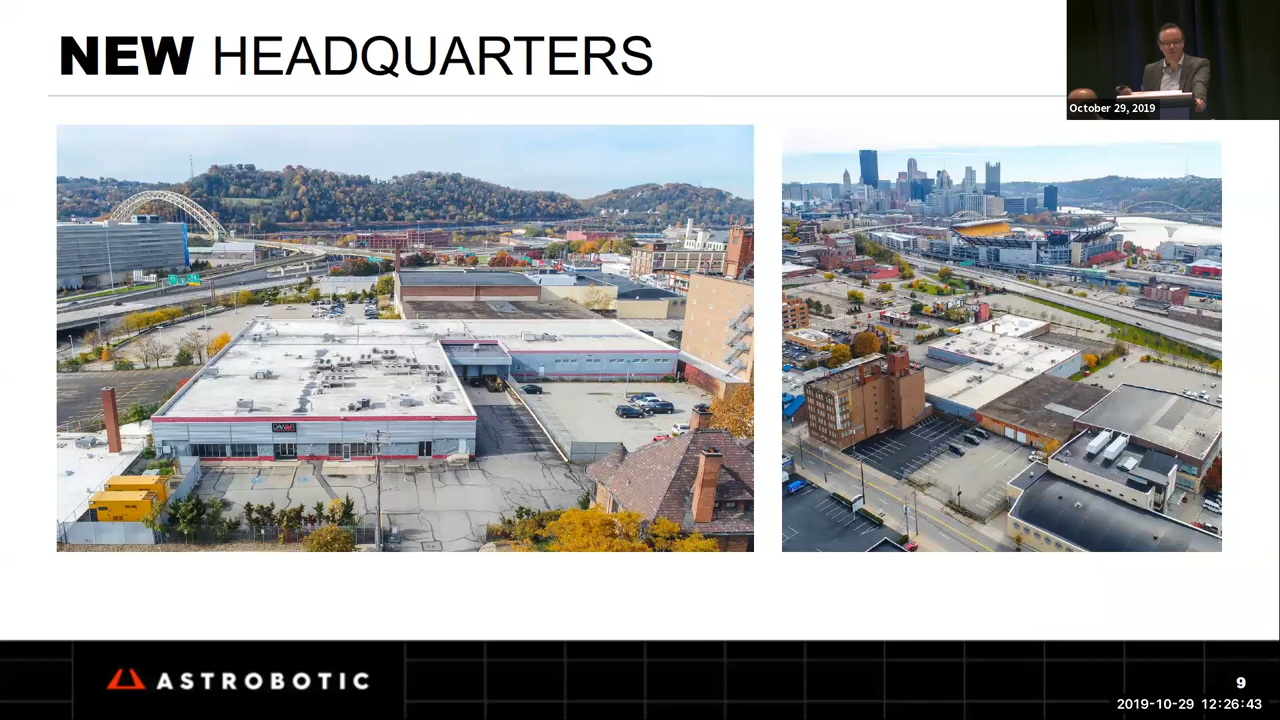 NEW HEADQUARTERS
October 29, 2019
ASTROBOTIC
9
2019-10-29 12:26:43